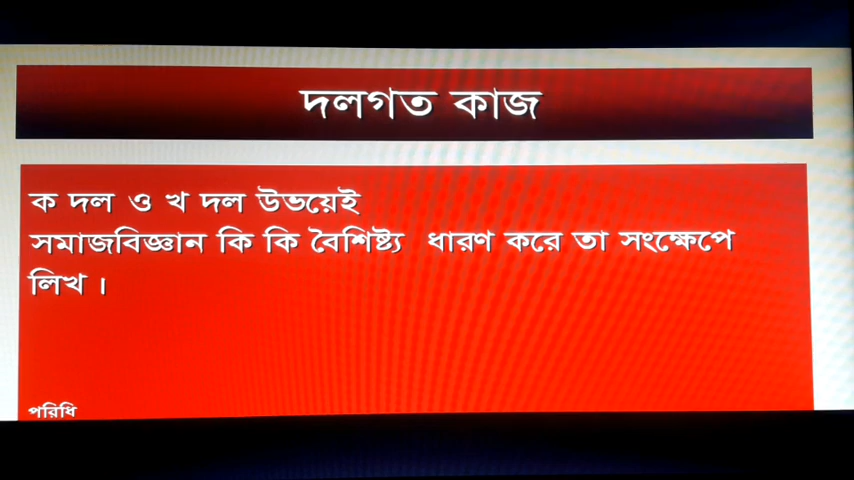 দলগত কাজ
ক দল ও খ দল উভয়েই
সমাজবিজ্ঞান কি কি বৈশিষ্ট্য ধারণ করে তা সংক্ষেপে
লিখ।
পরিধি